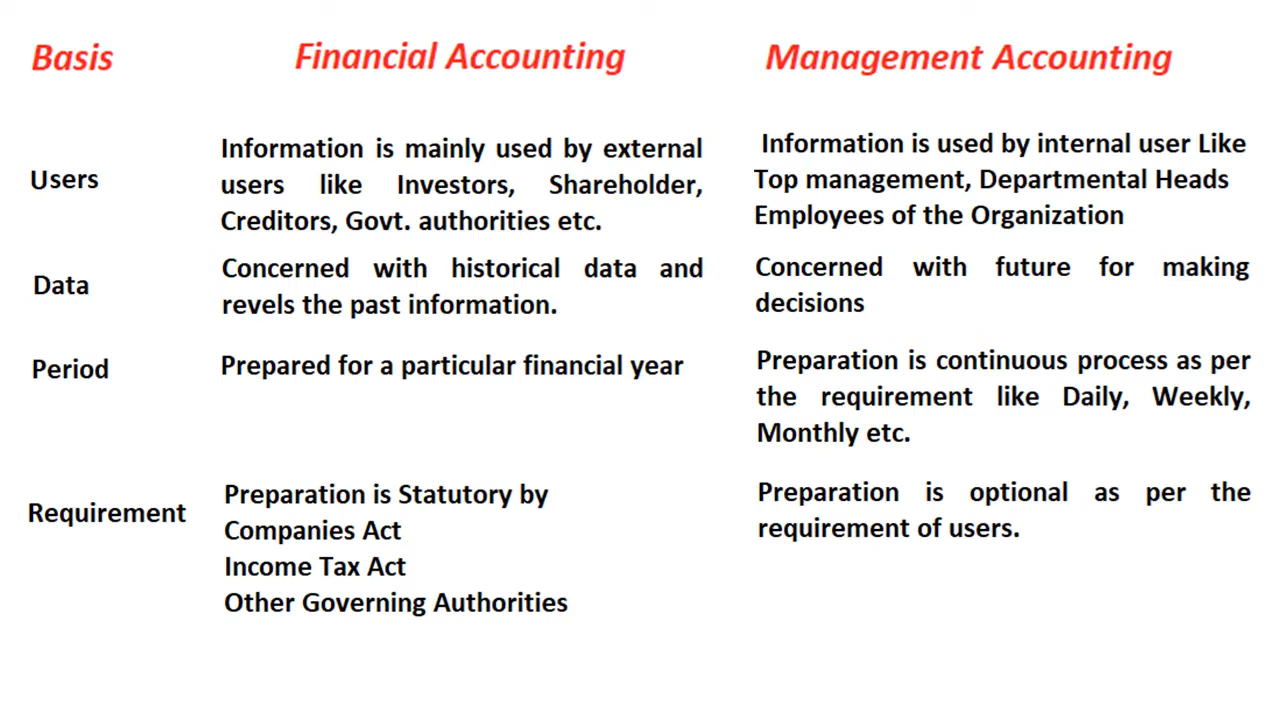 Basis Financial Accounting Management Accounting
Users
Information is mainly used by external
users like Investors, Shareholder,
Creditors, Govt. authorities etc.
Information is used by internal user Like
Top management, Departmental Heads
Employees of the Organization
Data
Concerned with historical data and
revels the past information.
Concerned with future for making
decisions
Period
Prepared for a particular financial year
Preparation is continuous process as per
the requirement like Daily, Weekly,
Monthly etc.
Requirement
Preparation is Statutory by
Companies Act
Income Tax Act
Other Governing Authorities
Preparation is optional as per the
requirement of users.